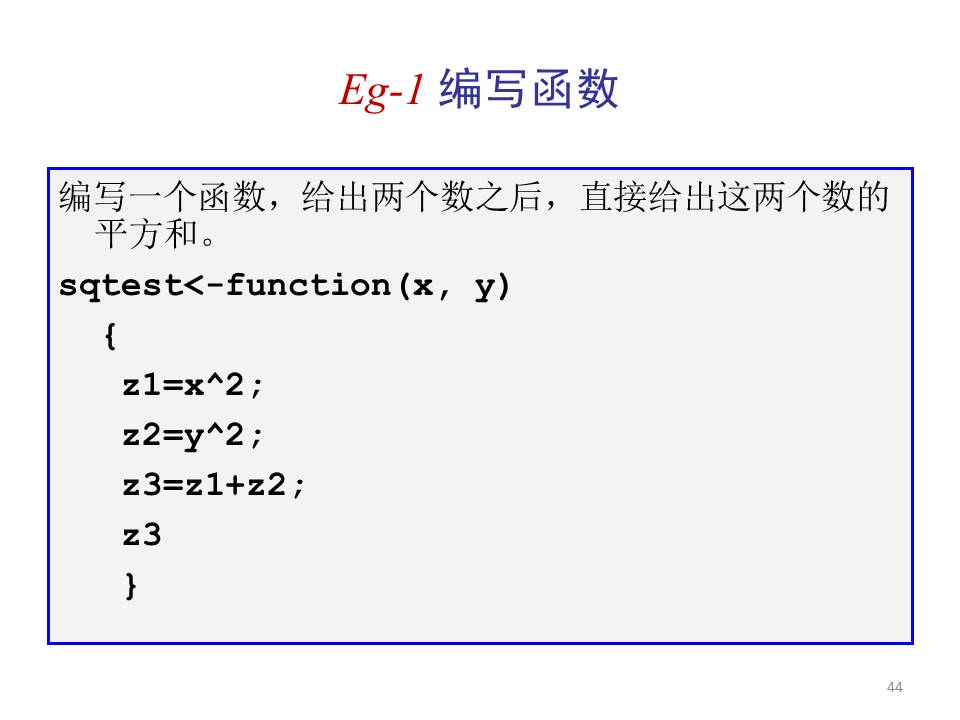 Eg-1 编写函数
编写一个函数，给出两个数之后，直接给出这两个数的
平方和。
sqtest<-function(x, y)
{
z1=x^2;
z2=y^2;
z3=z1+z2;
z3
}
44